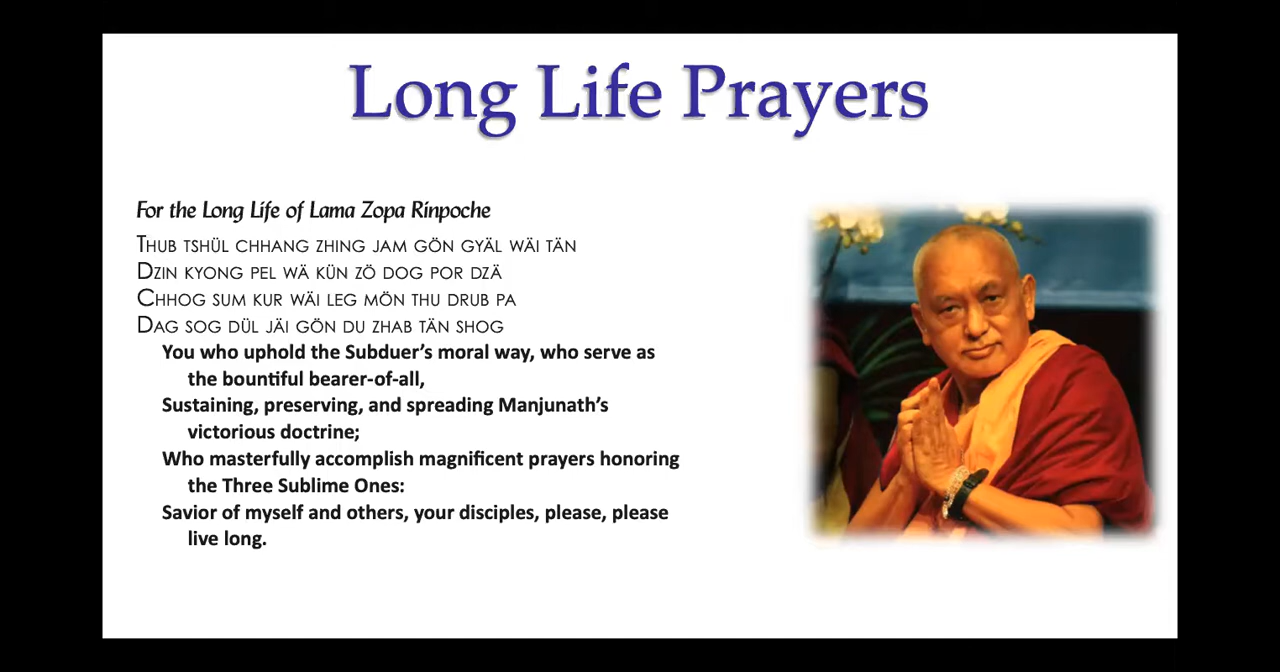 Long Life Prayers
For the Long Life of Lama Zopa Rinpoche
THUB TSHÜL CHHANG ZHING JAM GÖN GYÄL WÄI TÄN
DZIN KYONG PEL WÄ KÜN ZÖ DOG POR DZÄ
CHHOG SUM KUR WÄI LEG MÖN THU DRUB PA
DAG SOG DÜL JÄI GÖN DU ZHAB TÄN SHOG
You who uphold the Subduer’s moral way, who serve as
the bountiful bearer-of-all,
Sustaining, preserving, and spreading Manjunath’s
victorious doctrine;
Who masterfully accomplish magnificent prayers honoring
the Three Sublime Ones:
Savior of myself and others, your disciples, please, please
live long.